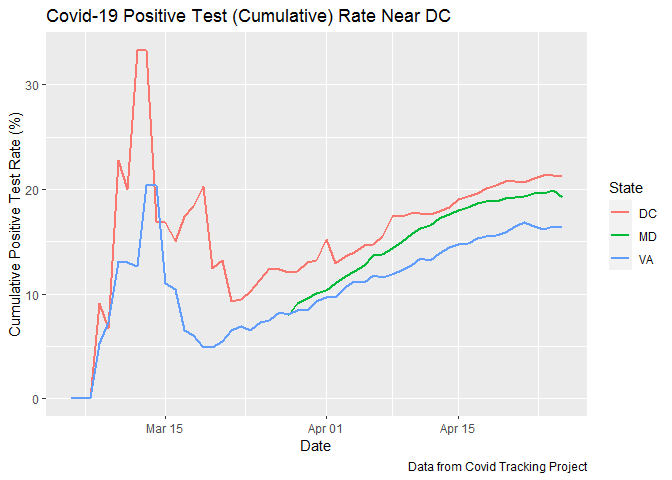 Covid-19 Positive Test (Cumulative) Rate Near DC
Cumulative Positive Test Rate (%)
30
20
10
0
Mar 15
Apr 01
Apr 15
Date
State
DC
MD
VA
Data from Covid Tracking Project